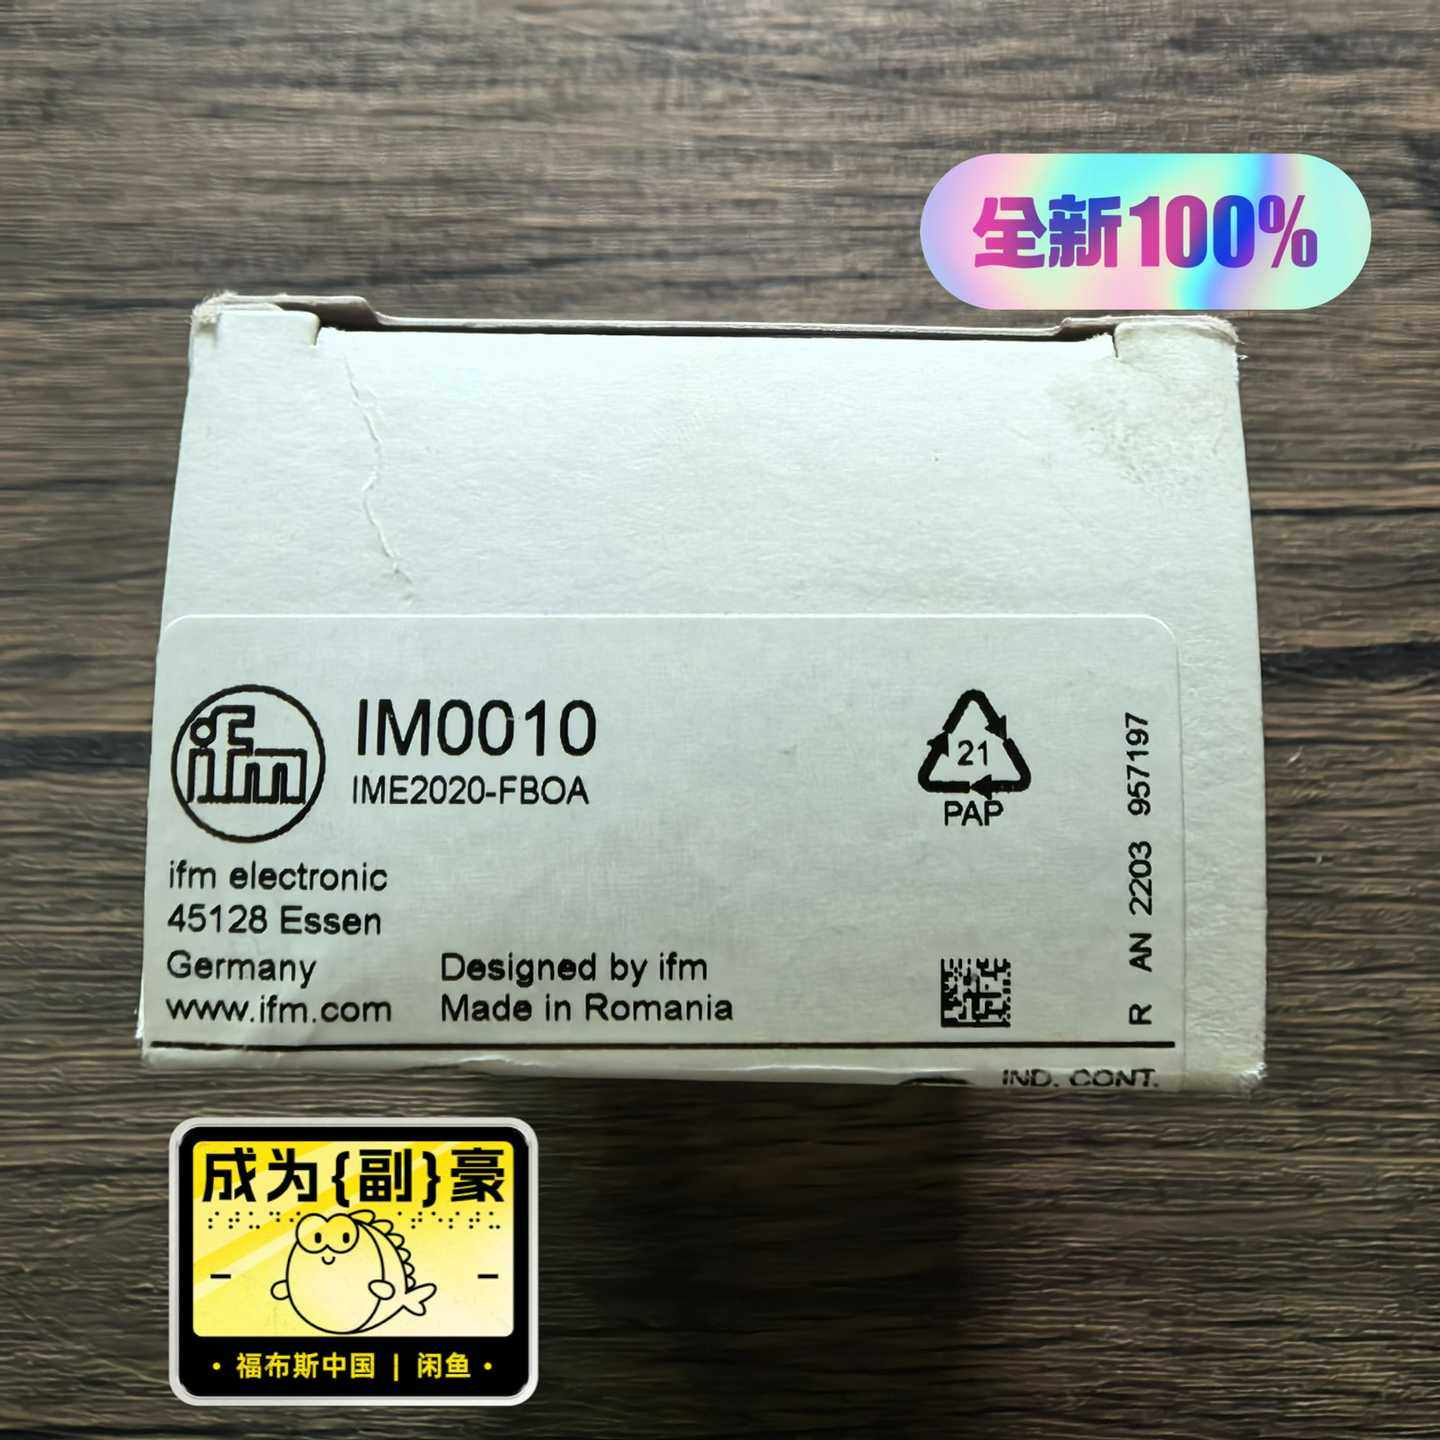 全新100%
ifm
IM0010
IME2020-FBOA
21
PAP
R AN 2203 957197
ifm electronic
45128 Essen
Germany
www.ifm.com
Designed by ifm
Made in Romania
IND. CONT.
成为{副}豪
福布斯中国 | 闲鱼